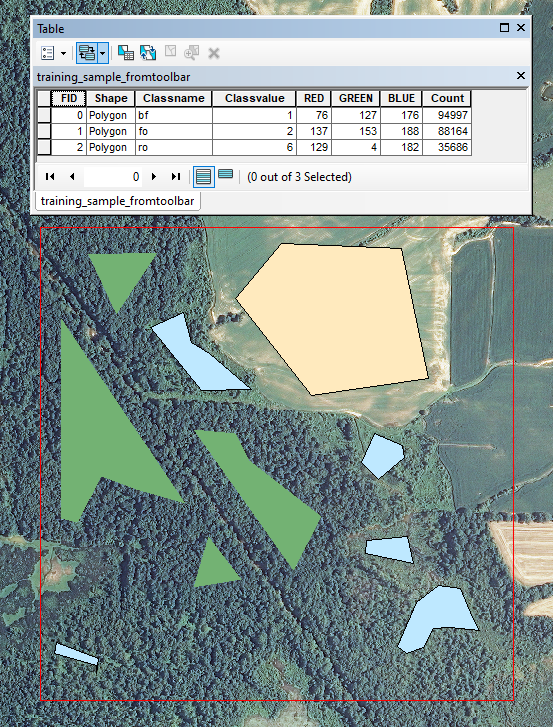 Table
training_sample_fromtoolbar
FID Shape Classname Classvalue RED GREEN BLUE Count
0 Polygon bf 1 76 127 176 94997
1 Polygon fo 2 137 153 188 88164
2 Polygon ro 6 129 4 182 35686
0 (0 out of 3 Selected)
training_sample_fromtoolbar